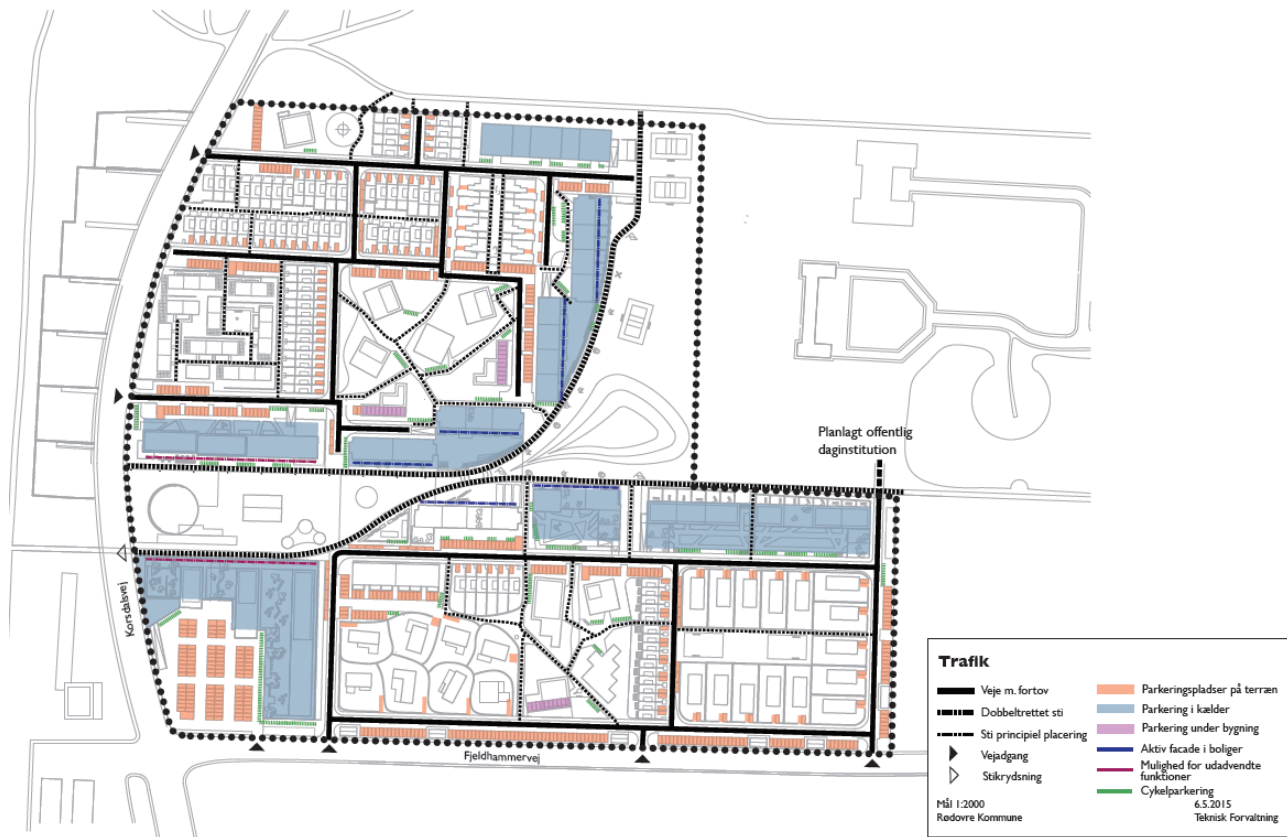 Planlagt offentlig
daginstitution
Korsdalsvej
Fjeldhammervej
Trafik
Veje m. fortov
Dobbeltrettet sti
Sti principiel placering
Vejadgang
Stikrydsning
Parkeringspladser på terræn
Parkering i kælder
Parkering under bygning
Aktiv facade i boliger
Mulighed for udadvendte
funktioner
Cykelparkering
Mål 1:2000
Rødovre Kommune
6.5.2015
Teknisk Forvaltning